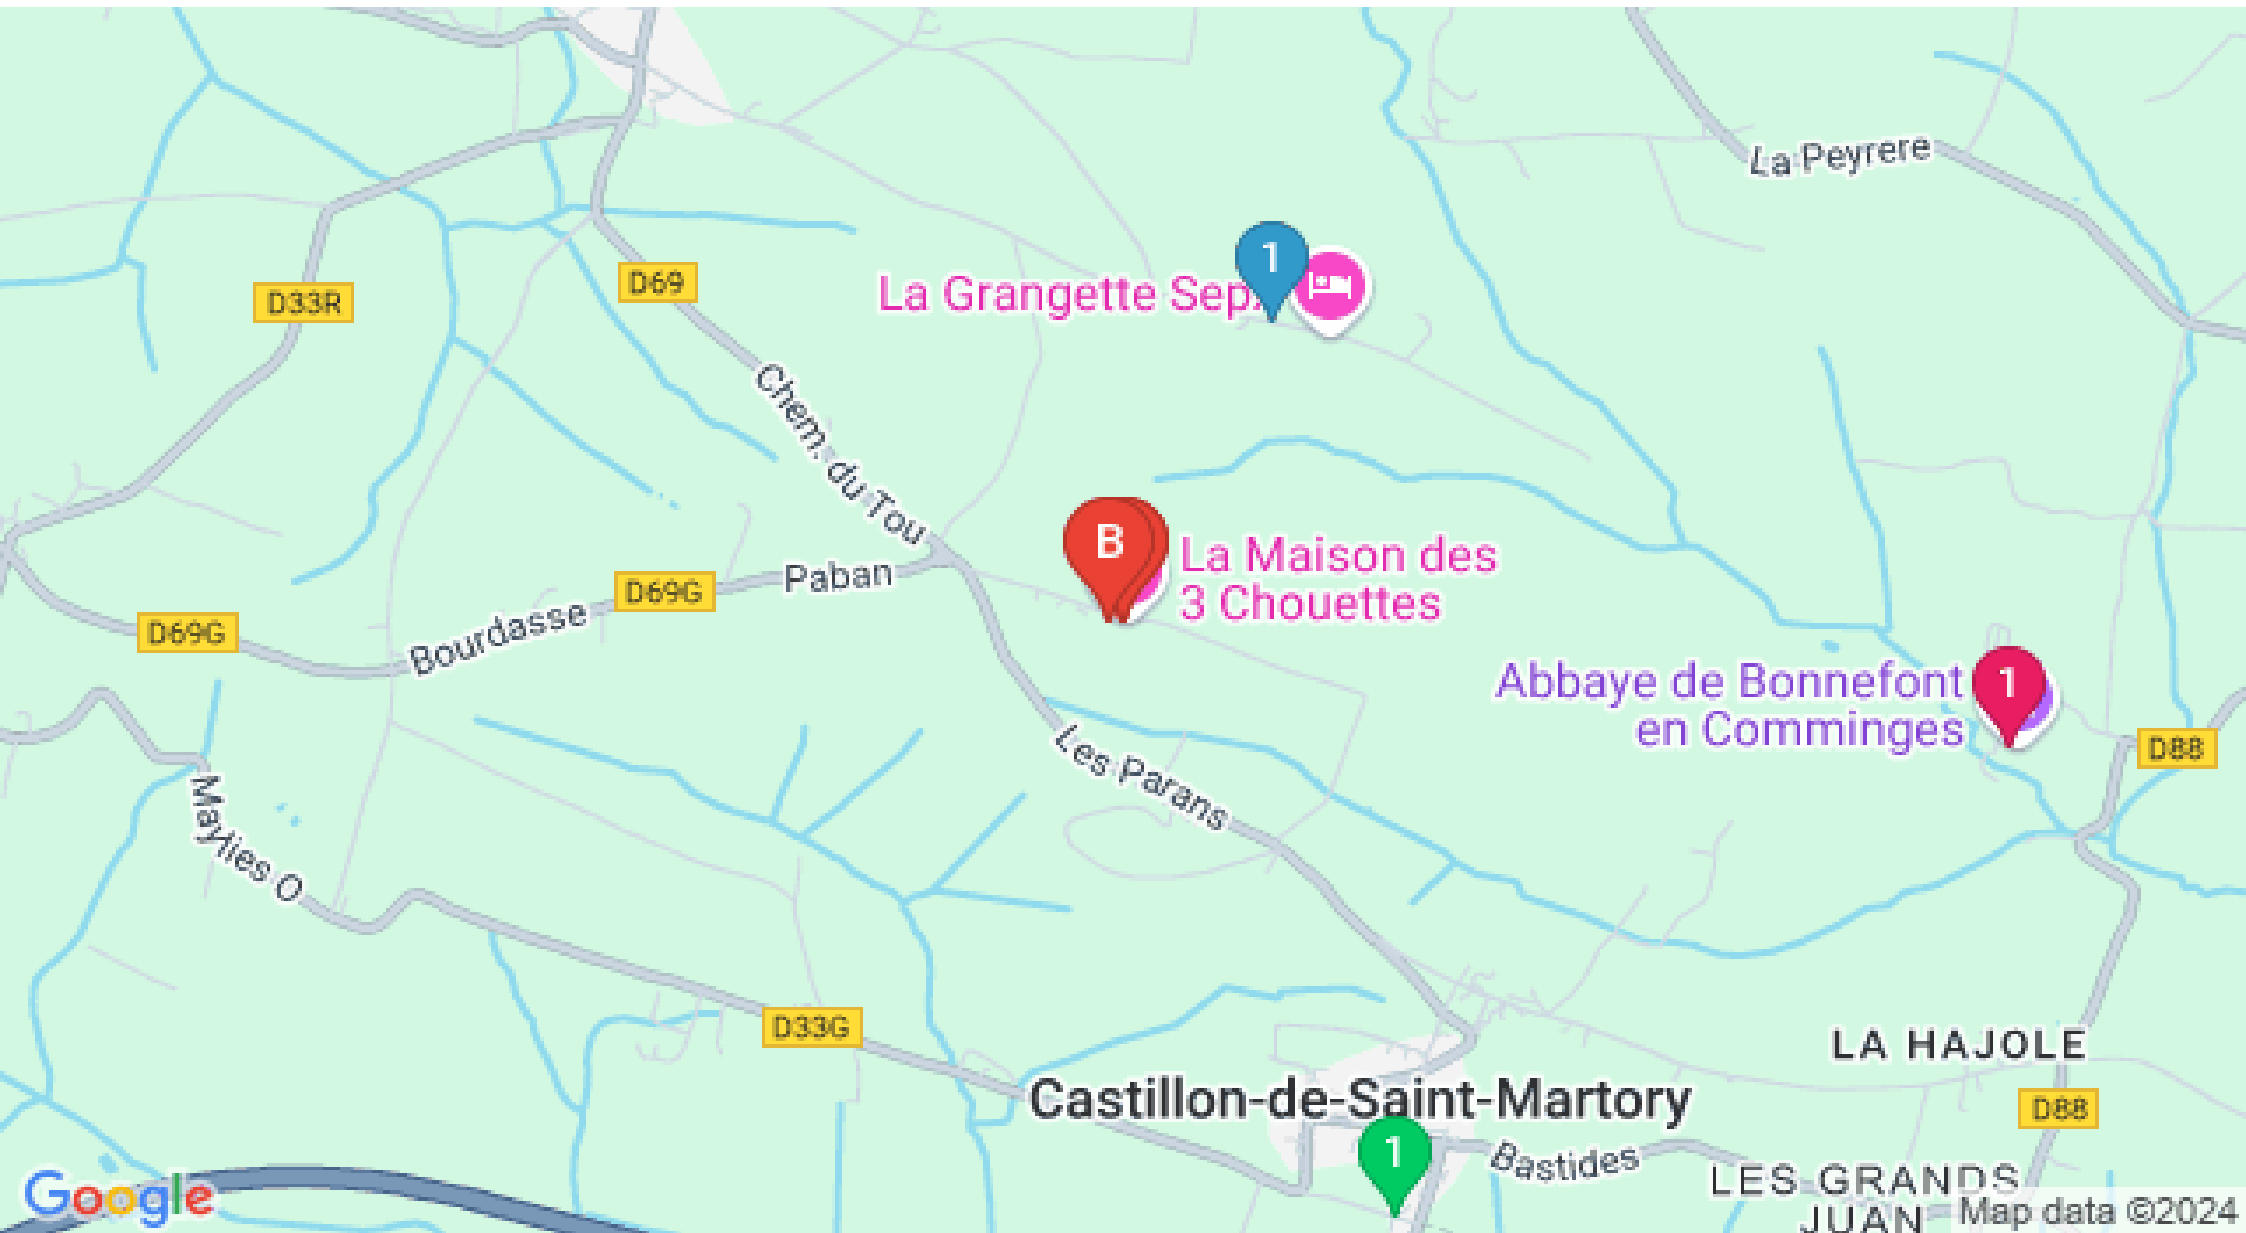 La Peyrere
1
La Grangette Sepx
D69
D33R
Chem. du Tou
B
La Maison des
3 Chouettes
Paban
D69G
Bourdasse
D69G
1
Abbaye de Bonnefont
en Comminges
D88
Les Parans
Maylies O
D33G
LA HAJOLE
Castillon-de-Saint-Martory
D88
1
Bastides
LES GRANDS
JUAN
Google
Map data ©2024